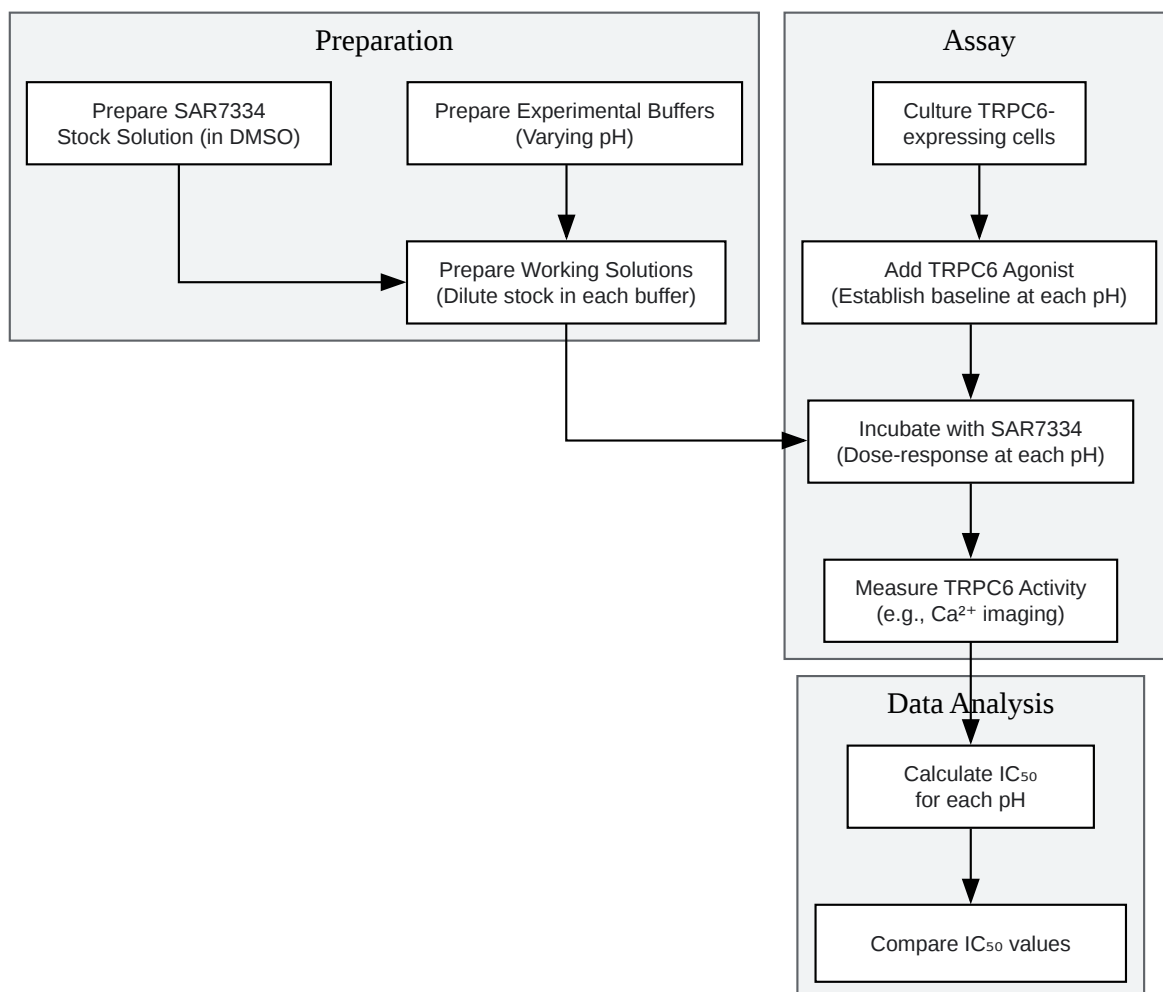 Preparation
Prepare SAR7334
Stock Solution (in DMSO)
Prepare Experimental Buffers
(Varying pH)
Prepare Working Solutions
(Dilute stock in each buffer)
Assay
Culture TRPC6-
expressing cells
Add TRPC6 Agonist
(Establish baseline at each pH)
Incubate with SAR7334
(Dose-response at each pH)
Measure TRPC6 Activity
(e.g., Ca²⁺ imaging)
Data Analysis
Calculate IC₅₀
for each pH
Compare IC₅₀ values